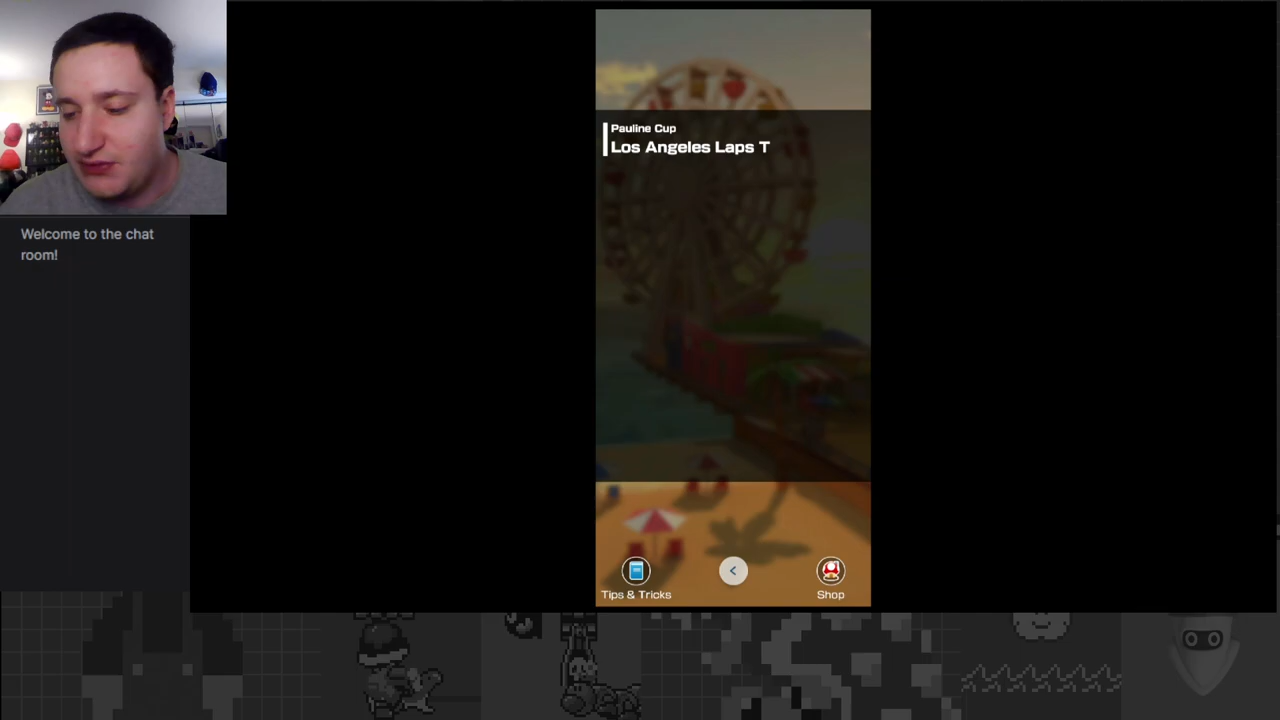 Welcome to the chat
room!
Pauline Cup
Los Angeles Laps T
Tips & Tricks
Shop